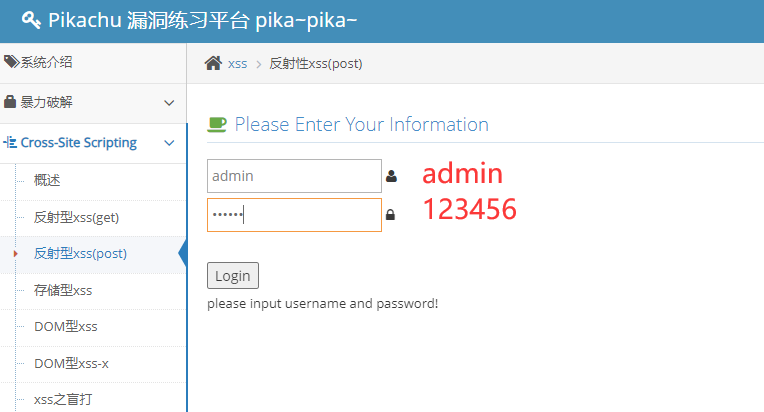 Pikachu 漏洞练习平台 pika~pika~
系统介绍
暴力破解
Cross-Site Scripting
概述
反射型xss(get)
反射型xss(post)
存储型xss
DOM型xss
DOM型xss-x
xss之盲打
xss
反射性xss(post)
Please Enter Your Information
admin
admin
••••••
123456
Login
please input username and password!